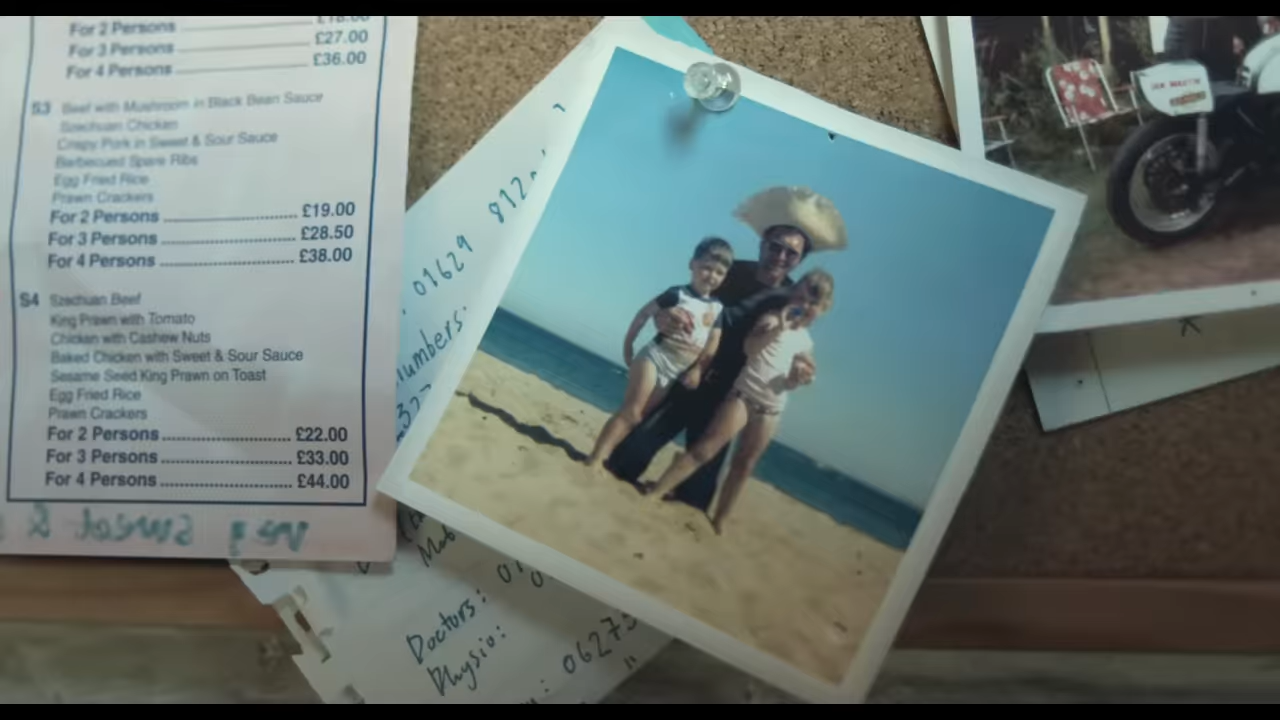 For 2 Persons £18.00
For 3 Persons £27.00
For 4 Persons £36.00
S3 Beef with Mushroom in Black Bean Sauce
Szechuan Chicken
Crispy Pork in Sweet & Sour Sauce
Barbecued Spare Ribs
Egg Fried Rice
Prawn Crackers
For 2 Persons £19.00
For 3 Persons £28.50
For 4 Persons £38.00
S4 Szechuan Beef
King Prawn with Tomato
Chicken with Cashew Nuts
Baked Chicken with Sweet & Sour Sauce
Sesame Seed King Prawn on Toast
Egg Fried Rice
Prawn Crackers
For 2 Persons £22.00
For 3 Persons £33.00
For 4 Persons £44.00
01629 812
Doctors:
Physio:
06275